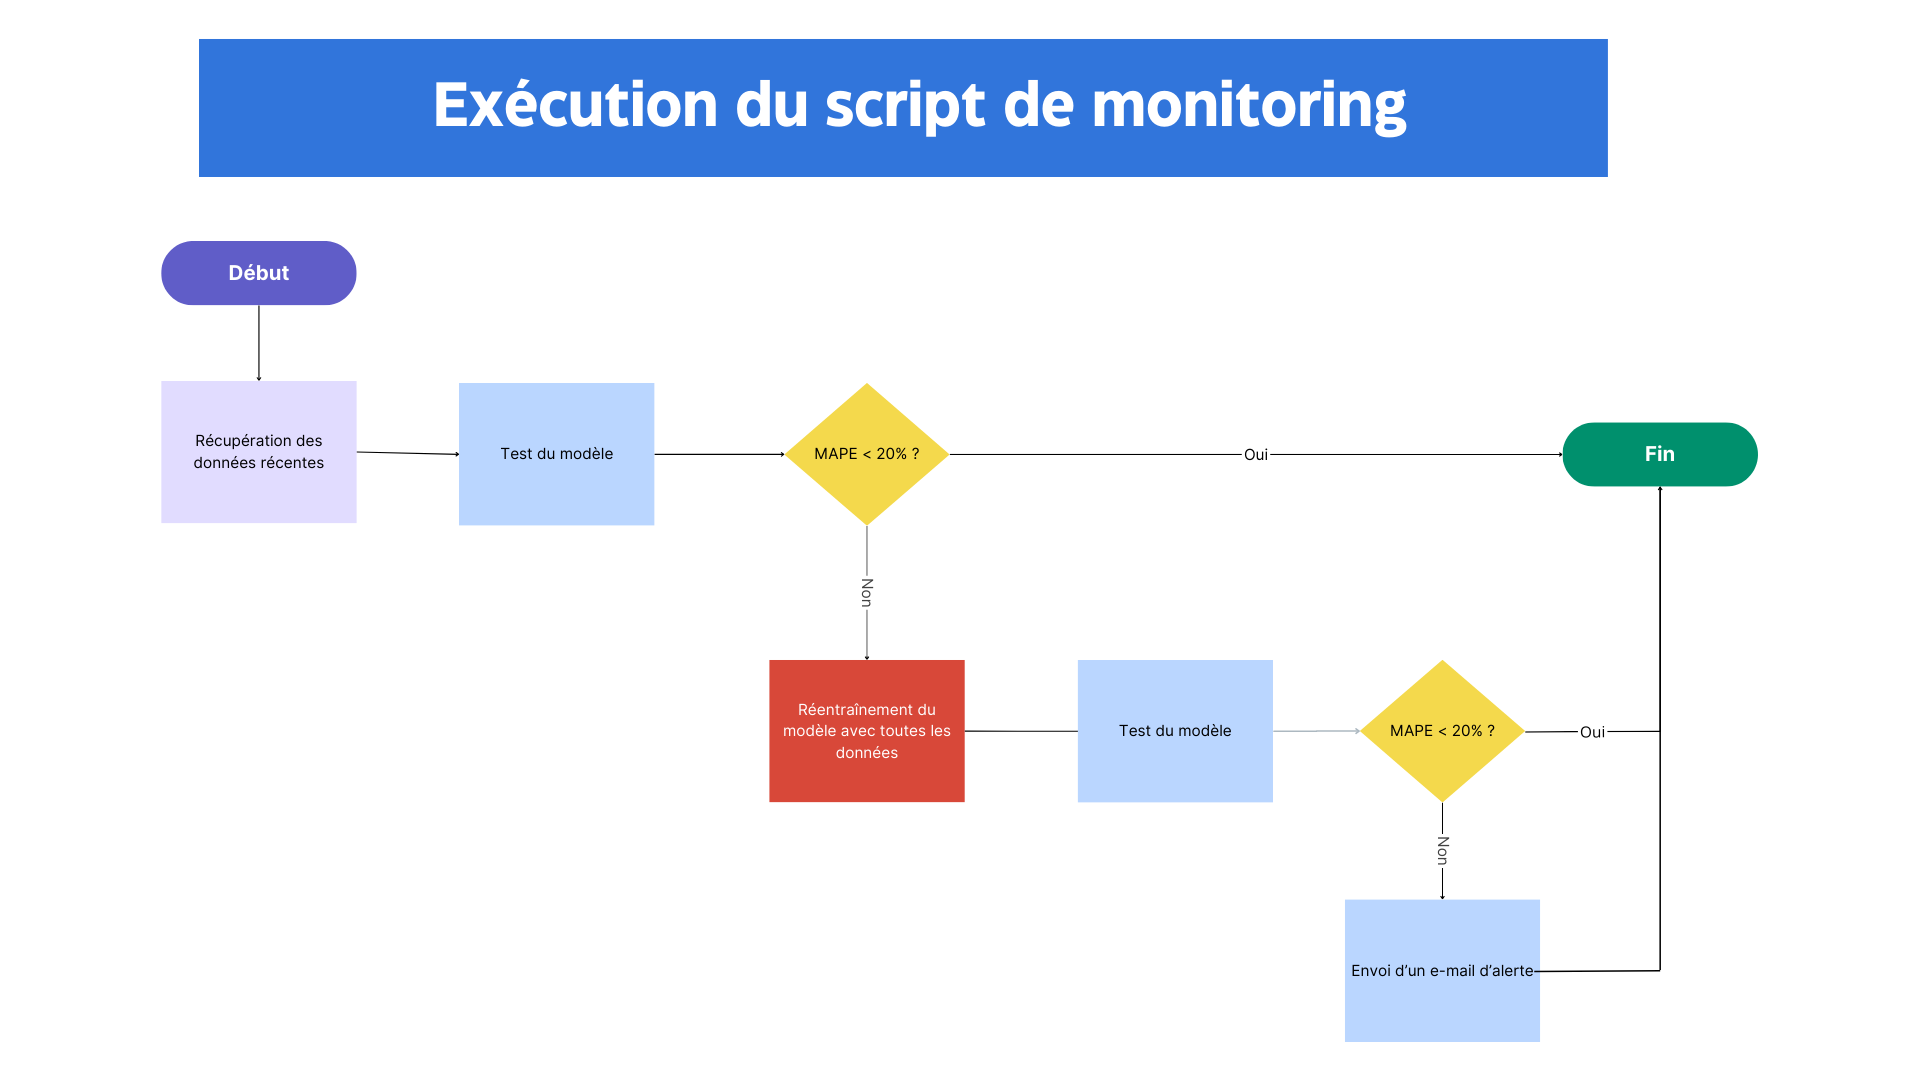 Exécution du script de monitoring
Début
Récupération des
données récentes
Test du modèle
MAPE < 20% ?
Oui
Fin
Non
Réentraînement du
modèle avec toutes les
données
Test du modèle
MAPE < 20% ?
Oui
Non
Envoi d’un e-mail d’alerte